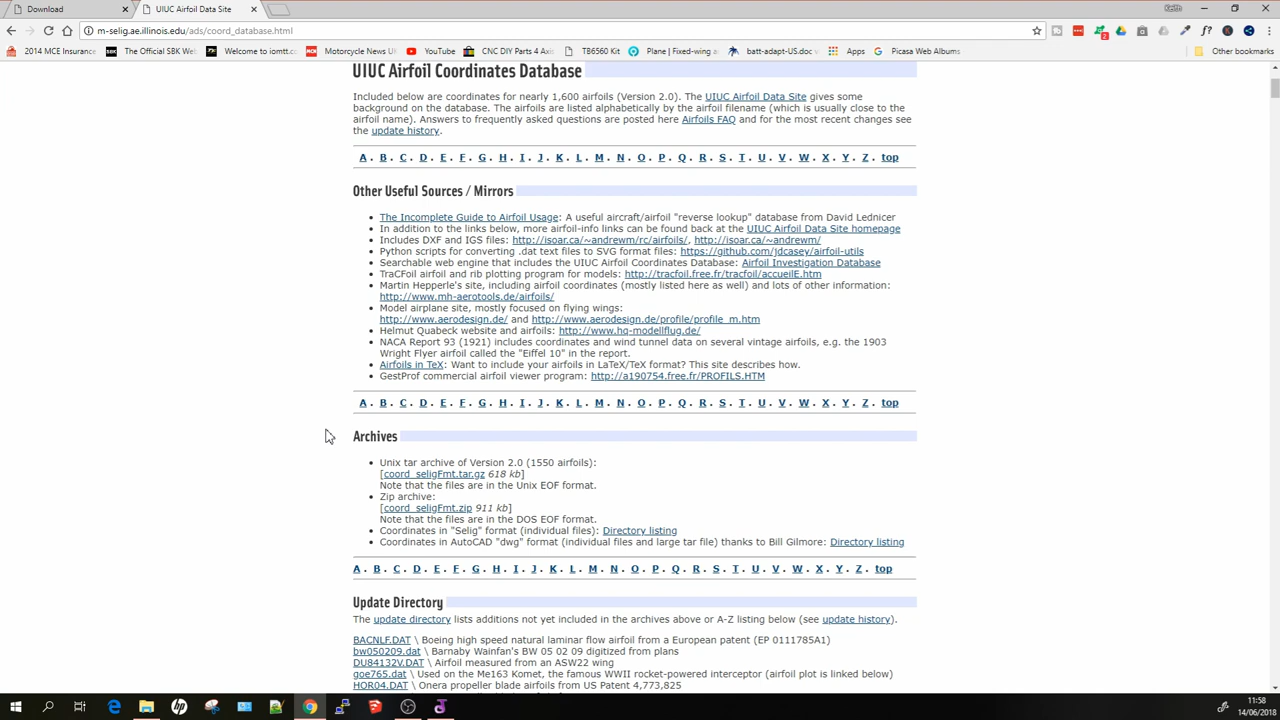 Download
UIUC Airfoil Data Site
Keith
m-selig.ae.illinois.edu/ads/coord_database.html
2014 MCE Insurance
The Official SBK Web
Welcome to iomtt.co
Motorcycle News UK
YouTube
CNC DIY Parts 4 Axis
TB6560 Kit
Plane | Fixed-wing a
batt-adapt-US.doc
Apps
Picasa Web Albums
Other bookmarks
UIUC Airfoil Coordinates Database
Included below are coordinates for nearly 1,600 airfoils (Version 2.0). The UIUC Airfoil Data Site gives some
background on the database. The airfoils are listed alphabetically by the airfoil filename (which is usually close to the
airfoil name). Answers to frequently asked questions are posted here Airfoils FAQ and for the most recent changes see
the update history.
A . B . C . D . E . F . G . H . I . J . K . L . M . N . O . P . Q . R . S . T . U . V . W . X . Y . Z . top
Other Useful Sources / Mirrors
• The Incomplete Guide to Airfoil Usage: A useful aircraft/airfoil "reverse lookup" database from David Lednicer
• In addition to the links below, more airfoil-info links can be found back at the UIUC Airfoil Data Site homepage
• Includes DXF and IGS files: http://isoar.ca/~andrewm/rc/airfoils/, http://isoar.ca/~andrewm/
• Python scripts for converting .dat text files to SVG format files: https://github.com/jdcasey/airfoil-utils
• Searchable web engine that includes the UIUC Airfoil Coordinates Database: Airfoil Investigation Database
• TraCFoil airfoil and rib plotting program for models: http://tracfoil.free.fr/tracfoil/accueilE.htm
• Martin Hepperle's site, including airfoil coordinates (mostly listed here as well) and lots of other information:
http://www.mh-aerotools.de/airfoils/
• Model airplane site, mostly focused on flying wings:
http://www.aerodesign.de/ and http://www.aerodesign.de/profile/profile_m.htm
• Helmut Quabeck website and airfoils: http://www.hq-modellflug.de/
• NACA Report 93 (1921) includes coordinates and wind tunnel data on several vintage airfoils, e.g. the 1903
Wright Flyer airfoil called the "Eiffel 10" in the report.
• Airfoils in TeX: Want to include your airfoils in LaTeX/TeX format? This site describes how.
• GestProf commercial airfoil viewer program: http://a190754.free.fr/PROFILS.HTM
A . B . C . D . E . F . G . H . I . J . K . L . M . N . O . P . Q . R . S . T . U . V . W . X . Y . Z . top
Archives
• Unix tar archive of Version 2.0 (1550 airfoils):
[coord_seligFmt.tar.gz 618 kb]
Note that the files are in the Unix EOF format.
• Zip archive:
[coord_seligFmt.zip 911 kb]
Note that the files are in the DOS EOF format.
• Coordinates in "Selig" format (individual files): Directory listing
• Coordinates in AutoCAD "dwg" format (individual files and large tar file) thanks to Bill Gilmore: Directory listing
A . B . C . D . E . F . G . H . I . J . K . L . M . N . O . P . Q . R . S . T . U . V . W . X . Y . Z . top
Update Directory
The update directory lists additions not yet included in the archives above or A-Z listing below (see update history).
BACNLF.DAT \ Boeing high speed natural laminar flow airfoil from a European patent (EP 0111785A1)
bw050209.dat \ Barnaby Wainfan's BW 05 02 09 digitized from plans
DU84132V.DAT \ Airfoil measured from an ASW22 wing
goe765.dat \ Used on the Me163 Komet, the famous WWII rocket-powered interceptor (airfoil plot is linked below)
HOR04.DAT \ Onera propeller blade airfoils from US Patent 4,773,825
11:58
14/06/2018